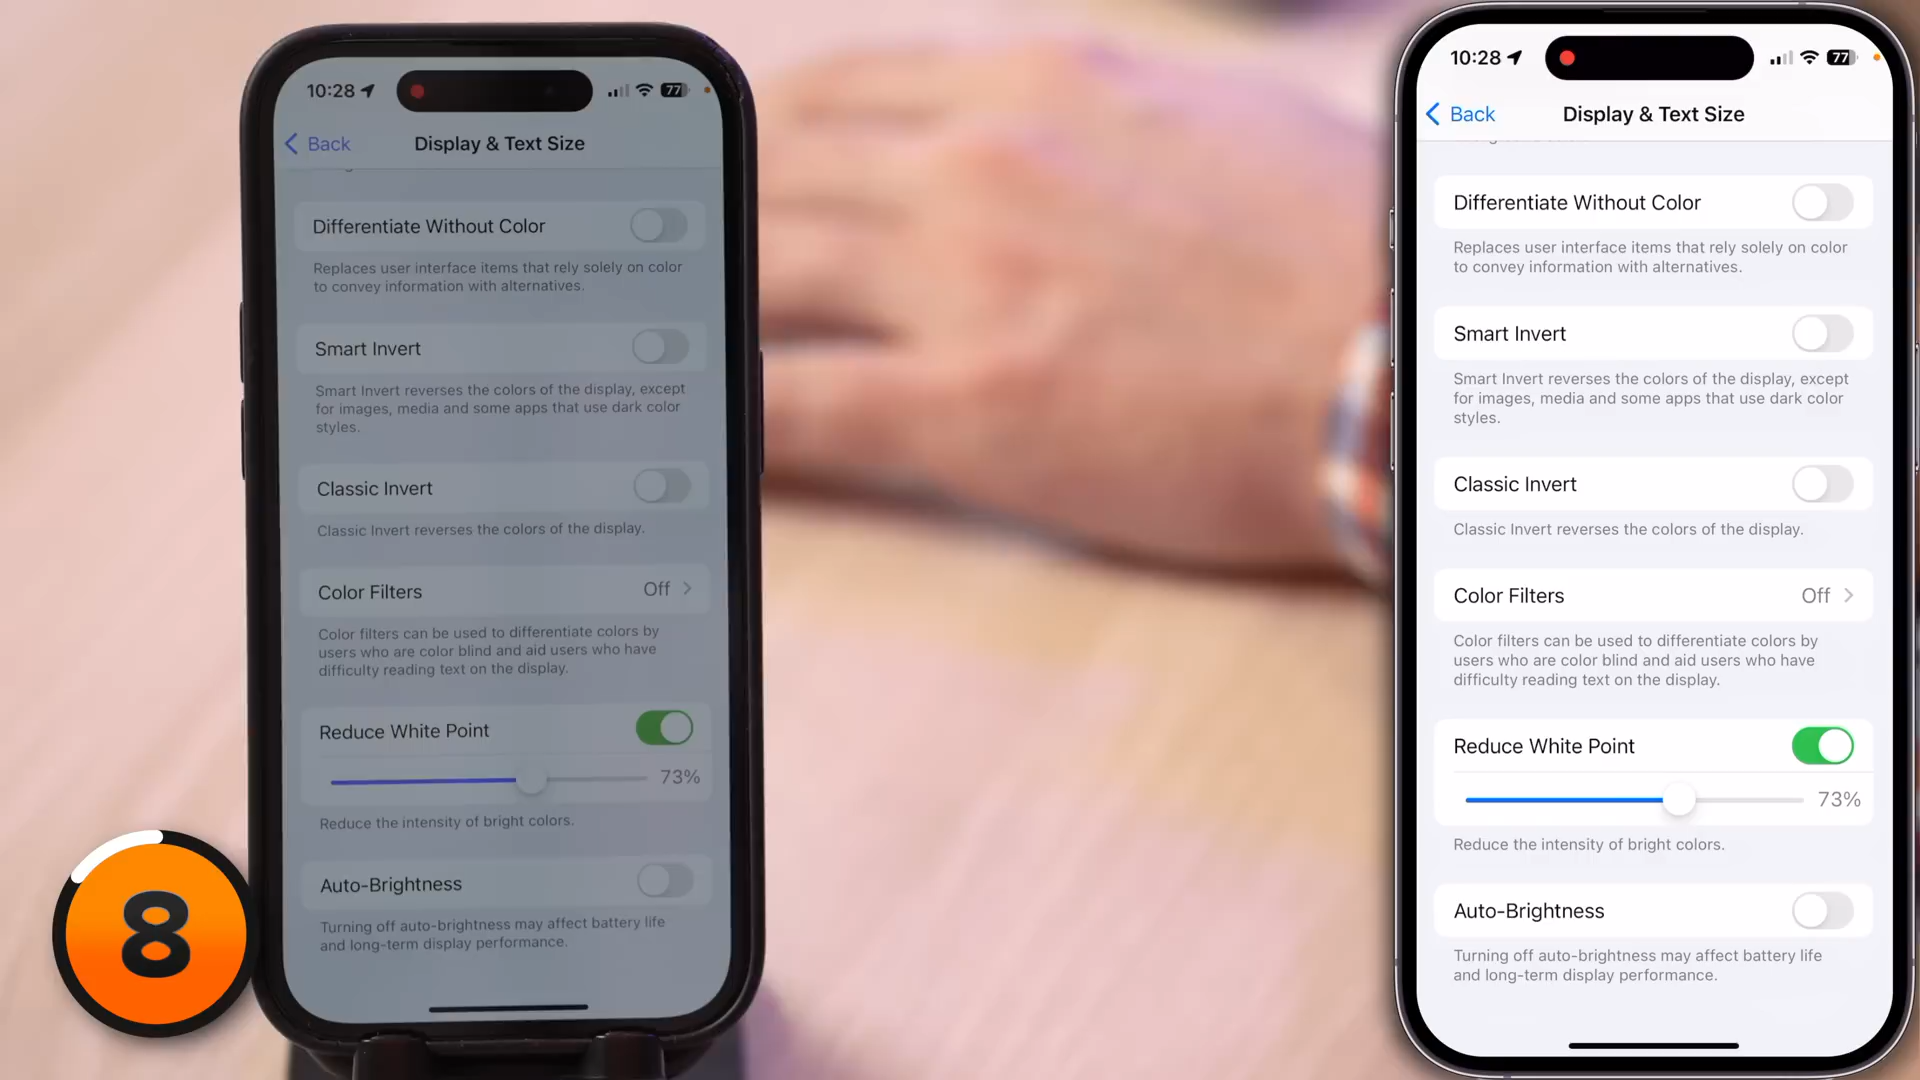 10:28
77
Back
Display & Text Size
Differentiate Without Color
Replaces user interface items that rely solely on color
to convey information with alternatives.
Smart Invert
Smart Invert reverses the colors of the display, except
for images, media and some apps that use dark color
styles.
Classic Invert
Classic Invert reverses the colors of the display.
Color Filters
Off
Color filters can be used to differentiate colors by
users who are color blind and aid users who have
difficulty reading text on the display.
Reduce White Point
73%
Reduce the intensity of bright colors.
Auto-Brightness
Turning off auto-brightness may affect battery life
and long-term display performance.
8
10:28
77
Back
Display & Text Size
Differentiate Without Color
Replaces user interface items that rely solely on color
to convey information with alternatives.
Smart Invert
Smart Invert reverses the colors of the display, except
for images, media and some apps that use dark color
styles.
Classic Invert
Classic Invert reverses the colors of the display.
Color Filters
Off
Color filters can be used to differentiate colors by
users who are color blind and aid users who have
difficulty reading text on the display.
Reduce White Point
73%
Reduce the intensity of bright colors.
Auto-Brightness
Turning off auto-brightness may affect battery life
and long-term display performance.